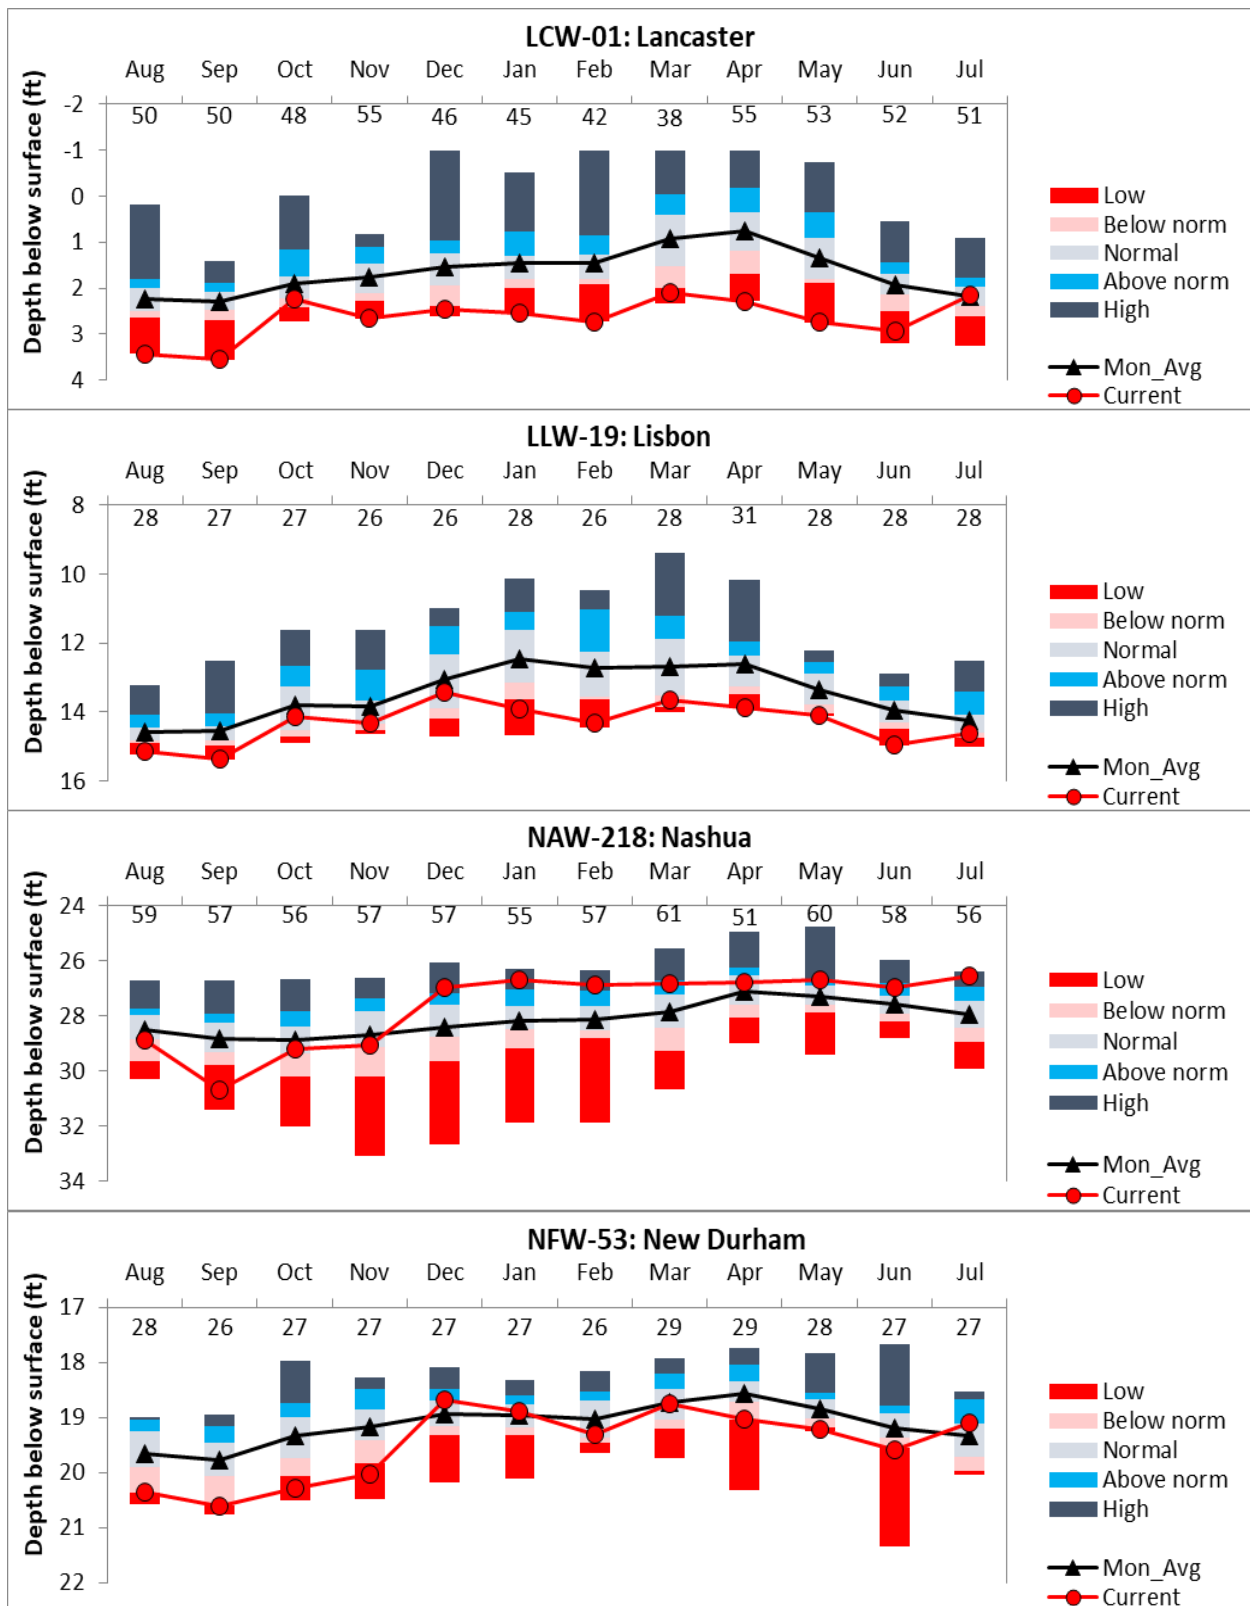 LCW-01: Lancaster
Depth below surface (ft)
Aug Sep Oct Nov Dec Jan Feb Mar Apr May Jun Jul
50 50 48 55 46 45 42 38 55 53 52 51
-2
-1
0
1
2
3
4
Low
Below norm
Normal
Above norm
High
Mon_Avg
Current
LLW-19: Lisbon
Depth below surface (ft)
Aug Sep Oct Nov Dec Jan Feb Mar Apr May Jun Jul
28 27 27 26 26 28 26 28 31 28 28 28
8
10
12
14
16
Low
Below norm
Normal
Above norm
High
Mon_Avg
Current
NAW-218: Nashua
Depth below surface (ft)
Aug Sep Oct Nov Dec Jan Feb Mar Apr May Jun Jul
59 57 56 57 57 55 57 61 51 60 58 56
24
26
28
30
32
34
Low
Below norm
Normal
Above norm
High
Mon_Avg
Current
NFW-53: New Durham
Depth below surface (ft)
Aug Sep Oct Nov Dec Jan Feb Mar Apr May Jun Jul
28 26 27 27 27 27 26 29 29 28 27 27
17
18
19
20
21
22
Low
Below norm
Normal
Above norm
High
Mon_Avg
Current